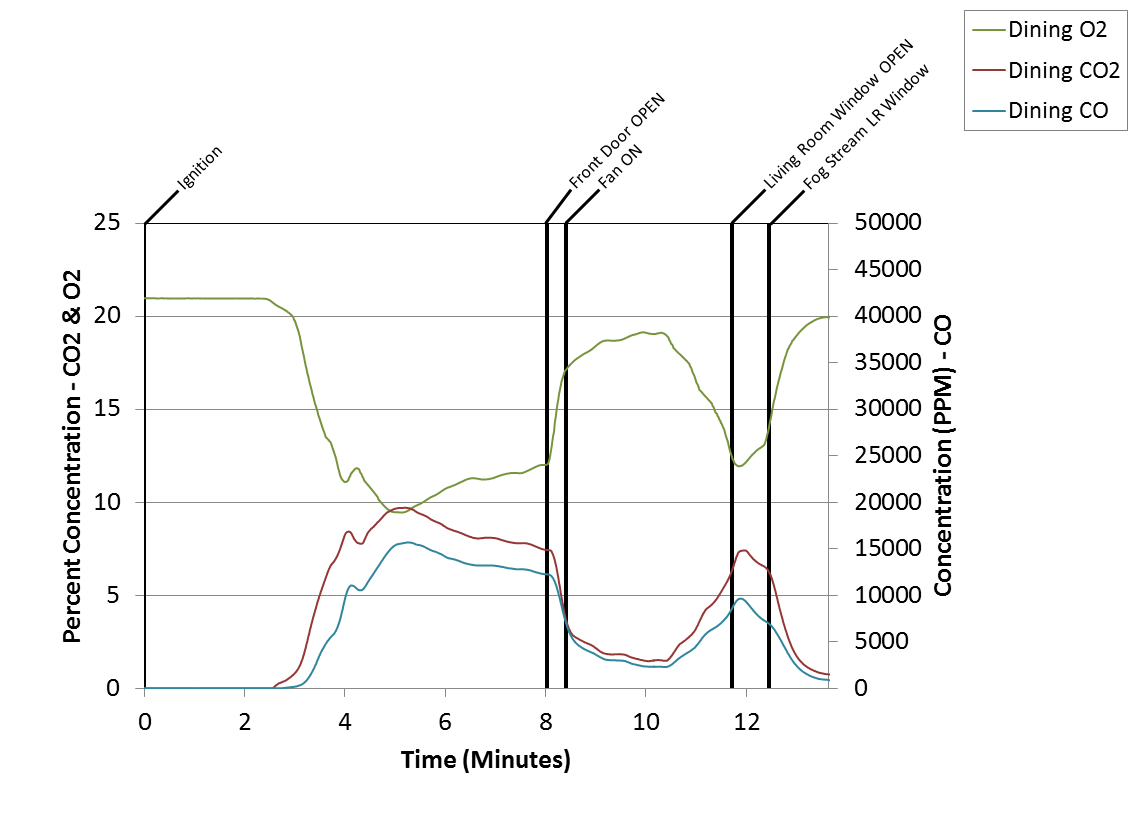 Dining O2
Dining CO2
Dining CO
Ignition
Front Door OPEN
Fan ON
Living Room Window OPEN
Fog Stream LR Window
Percent Concentration - CO2 & O2
25
20
15
10
5
0
50000
45000
40000
35000
30000
25000
20000
15000
10000
5000
0
Concentration (PPM) - CO
0 2 4 6 8 10 12
Time (Minutes)